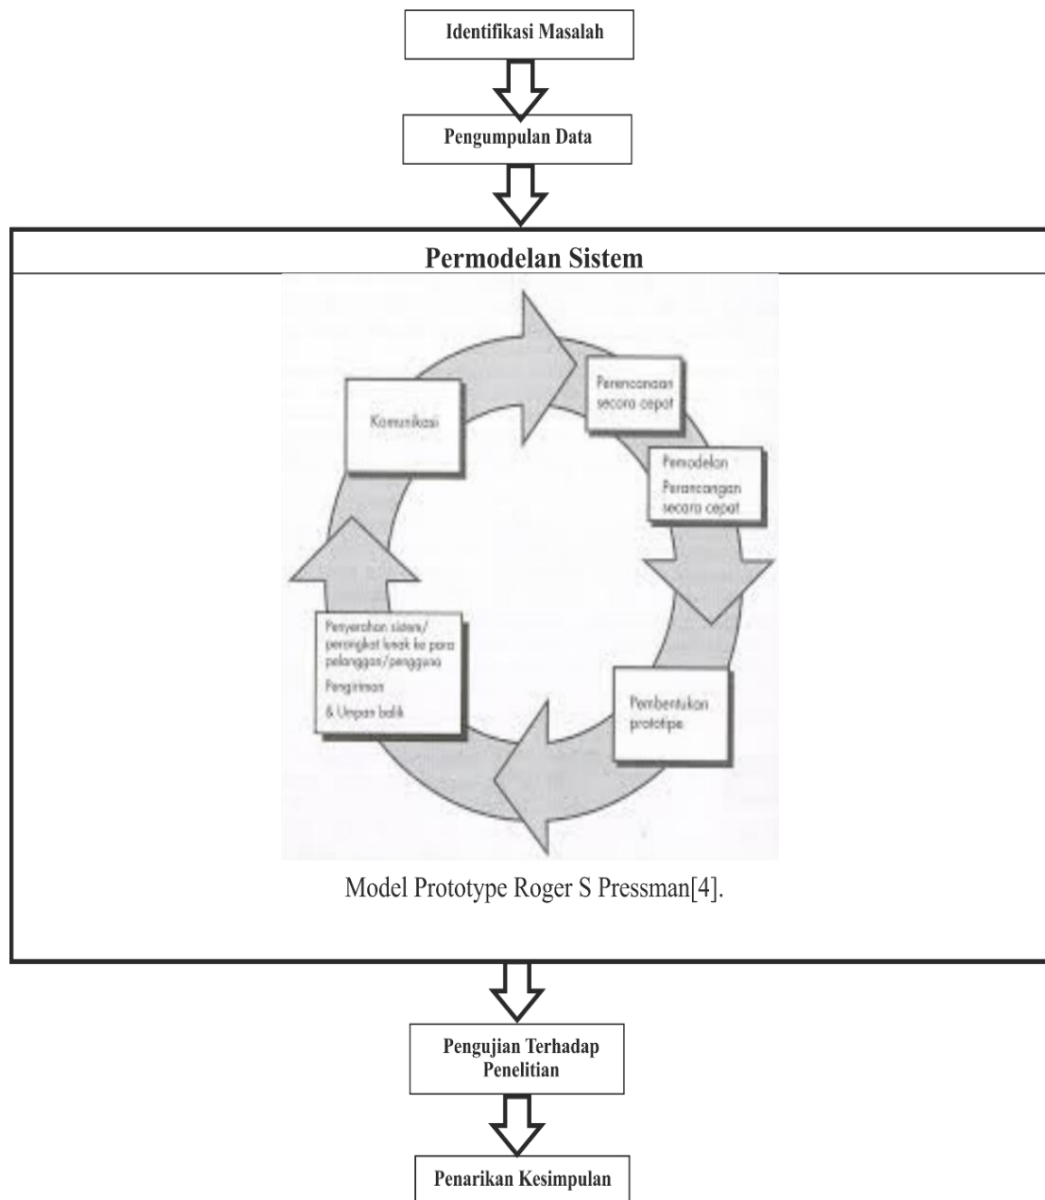 Identifikasi Masalah
Pengumpulan Data
Permodelan Sistem
Komunikasi
Perencanaan
secara cepat
Pemodelan
Perancangan
secara cepat
Pembentukan
prototipe
Penyerahan sistem/
perangkat lunak ke para
pelanggan/pengguna
Pengiriman
& Umpan balik
Model Prototype Roger S Pressman[4].
Pengujian Terhadap
Penelitian
Penarikan Kesimpulan